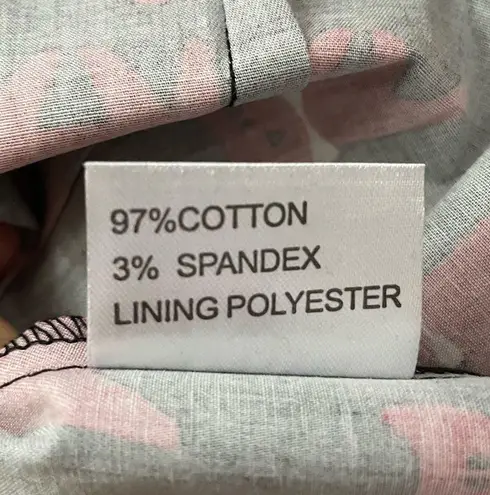 97%COTTON
3% SPANDEX
LINING POLYESTER